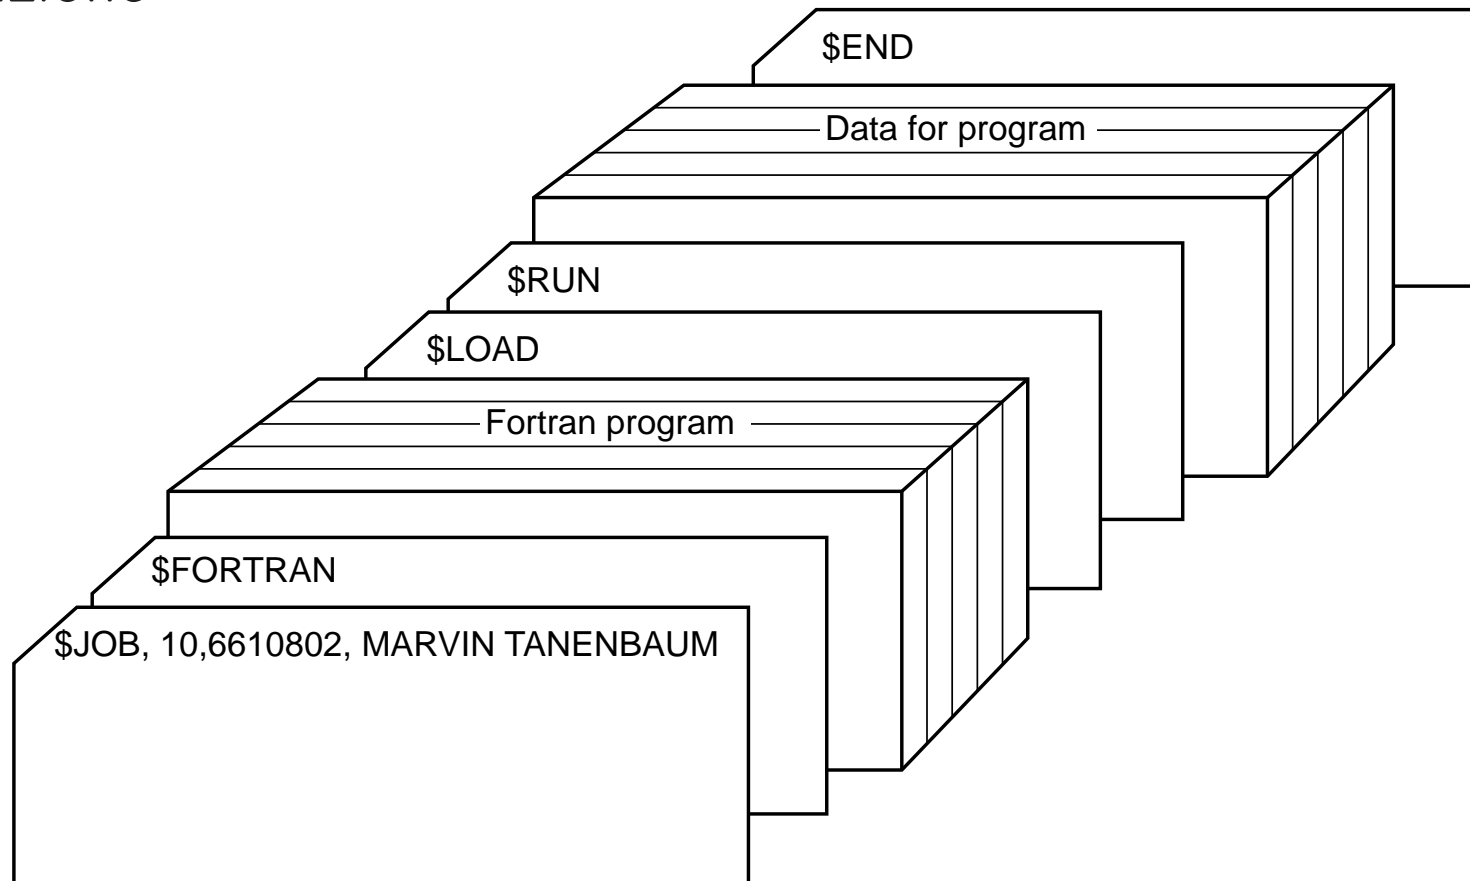 $END
Data for program
$RUN
$LOAD
Fortran program
$FORTRAN
$JOB, 10,6610802, MARVIN TANENBAUM